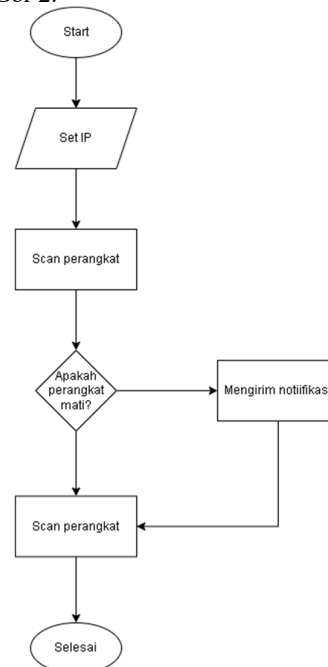 Start
Set IP
Scan perangkat
Apakah
perangkat
mati?
Mengirim notiifikas
Scan perangkat
Selesai